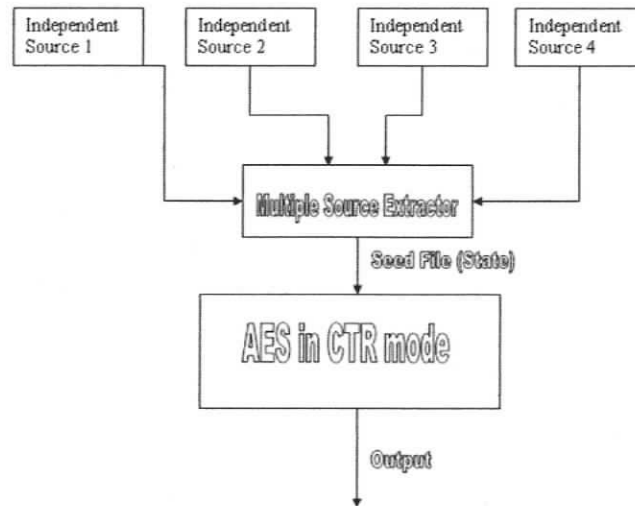 Independent
Source 1
Independent
Source 2
Independent
Source 3
Independent
Source 4
Multiple Source Extractor
Seed File (State)
AES in CTR mode
Output